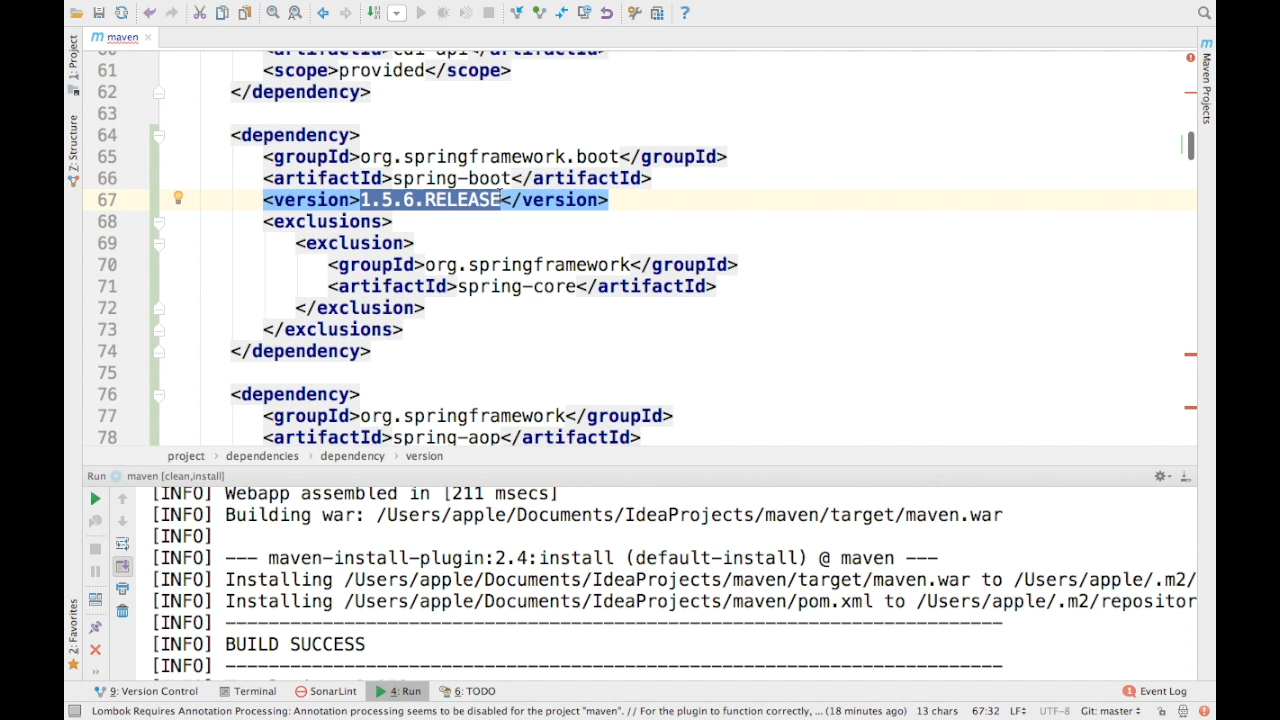 maven
1: Project
Z: Structure
2: Favorites
Maven Projects
61 <scope>provided</scope>
62 </dependency>
63
64 <dependency>
65 <groupId>org.springframework.boot</groupId>
66 <artifactId>spring-boot</artifactId>
67 <version>1.5.6.RELEASE</version>
68 <exclusions>
69 <exclusion>
70 <groupId>org.springframework</groupId>
71 <artifactId>spring-core</artifactId>
72 </exclusion>
73 </exclusions>
74 </dependency>
75
76 <dependency>
77 <groupId>org.springframework</groupId>
78 <artifactId>spring-aop</artifactId>
project › dependencies › dependency › version
Run maven [clean,install]
[INFO] Webapp assembled in [211 msecs]
[INFO] Building war: /Users/apple/Documents/IdeaProjects/maven/target/maven.war
[INFO]
[INFO] --- maven-install-plugin:2.4:install (default-install) @ maven ---
[INFO] Installing /Users/apple/Documents/IdeaProjects/maven/target/maven.war to /Users/apple/.m2/
[INFO] Installing /Users/apple/Documents/IdeaProjects/maven/pom.xml to /Users/apple/.m2/repositor
[INFO] ------------------------------------------------------------------------
[INFO] BUILD SUCCESS
[INFO] ------------------------------------------------------------------------
9: Version Control Terminal SonarLint 4: Run 6: TODO 1 Event Log
Lombok Requires Annotation Processing: Annotation processing seems to be disabled for the project "maven". // For the plugin to function correctly, ... (18 minutes ago) 13 chars 67:32 LF÷ UTF-8 Git: master